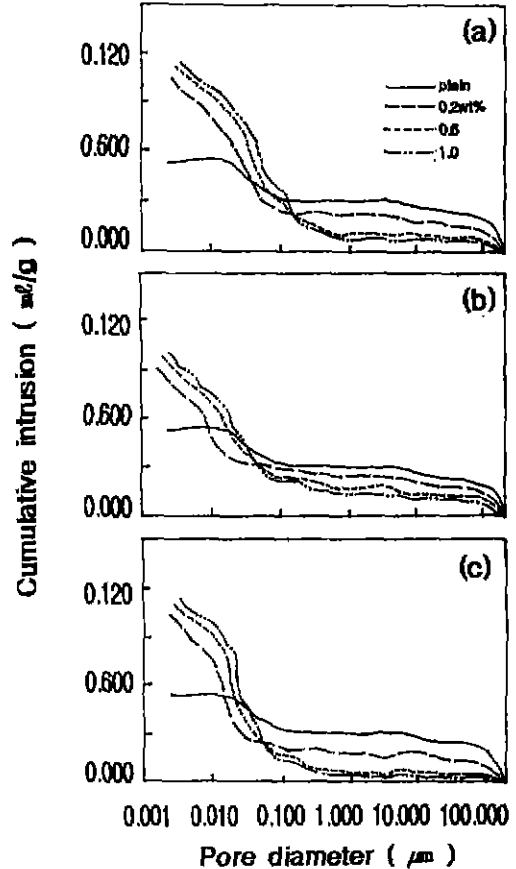 (a)
0.120
0.600
0.000
plain
0.2wt%
0.6
1.0
Cumulative intrusion ( ㎖/g )
(b)
0.120
0.600
0.000
(c)
0.120
0.600
0.000
0.001 0.010 0.100 1.000 10.000 100.000
Pore diameter ( ㎛ )